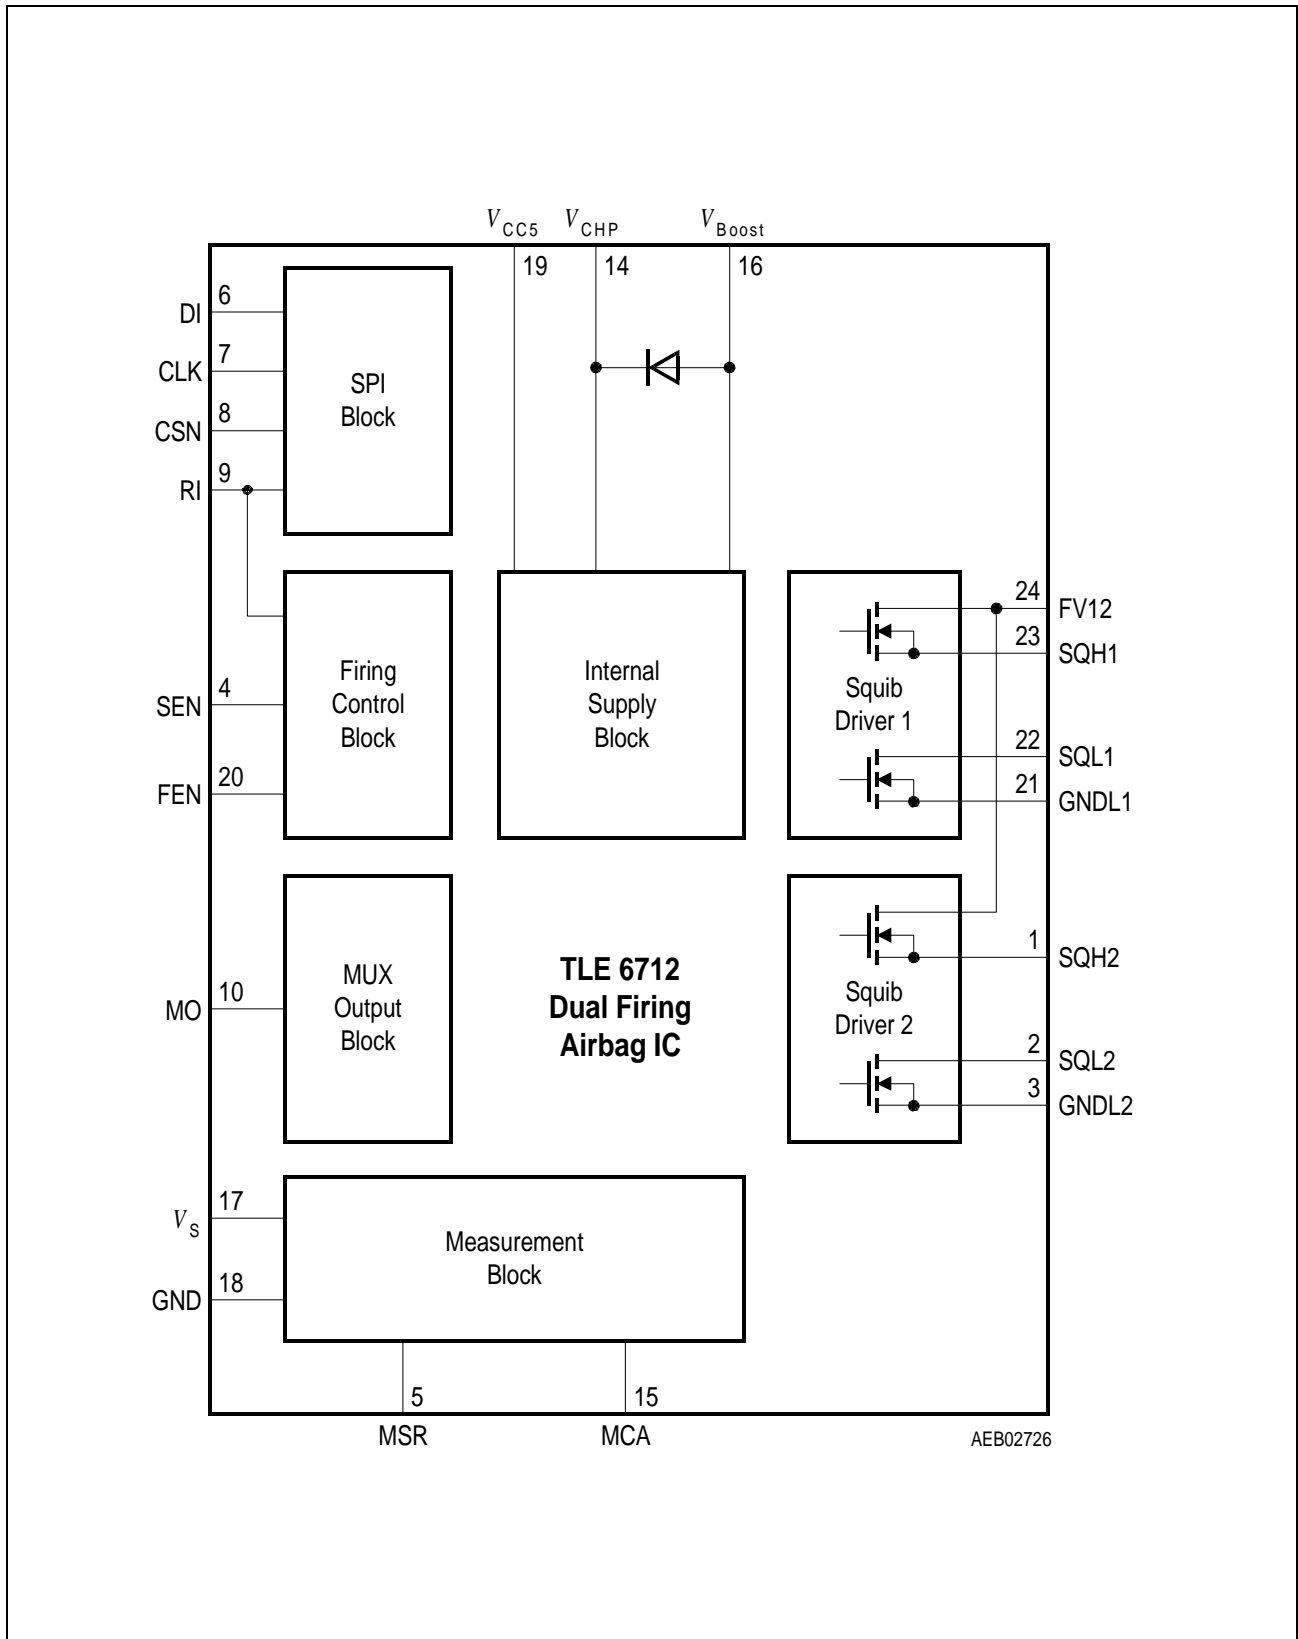 VCC5 VCHP VBoost
19 14 16
DI 6
CLK 7
CSN 8
RI 9
SPI
Block
SEN 4
FEN 20
Firing
Control
Block
Internal
Supply
Block
Squib
Driver 1
24 FV12
23 SQH1
22 SQL1
21 GNDL1
MO 10
MUX
Output
Block
TLE 6712
Dual Firing
Airbag IC
Squib
Driver 2
1 SQH2
2 SQL2
3 GNDL2
VS 17
GND 18
Measurement
Block
5 15
MSR MCA
AEB02726